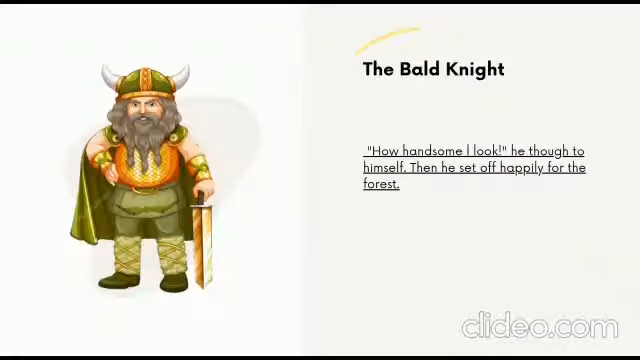 The Bald Knight
"How handsome I look!" he though to
himself. Then he set off happily for the
forest.
clideo.com